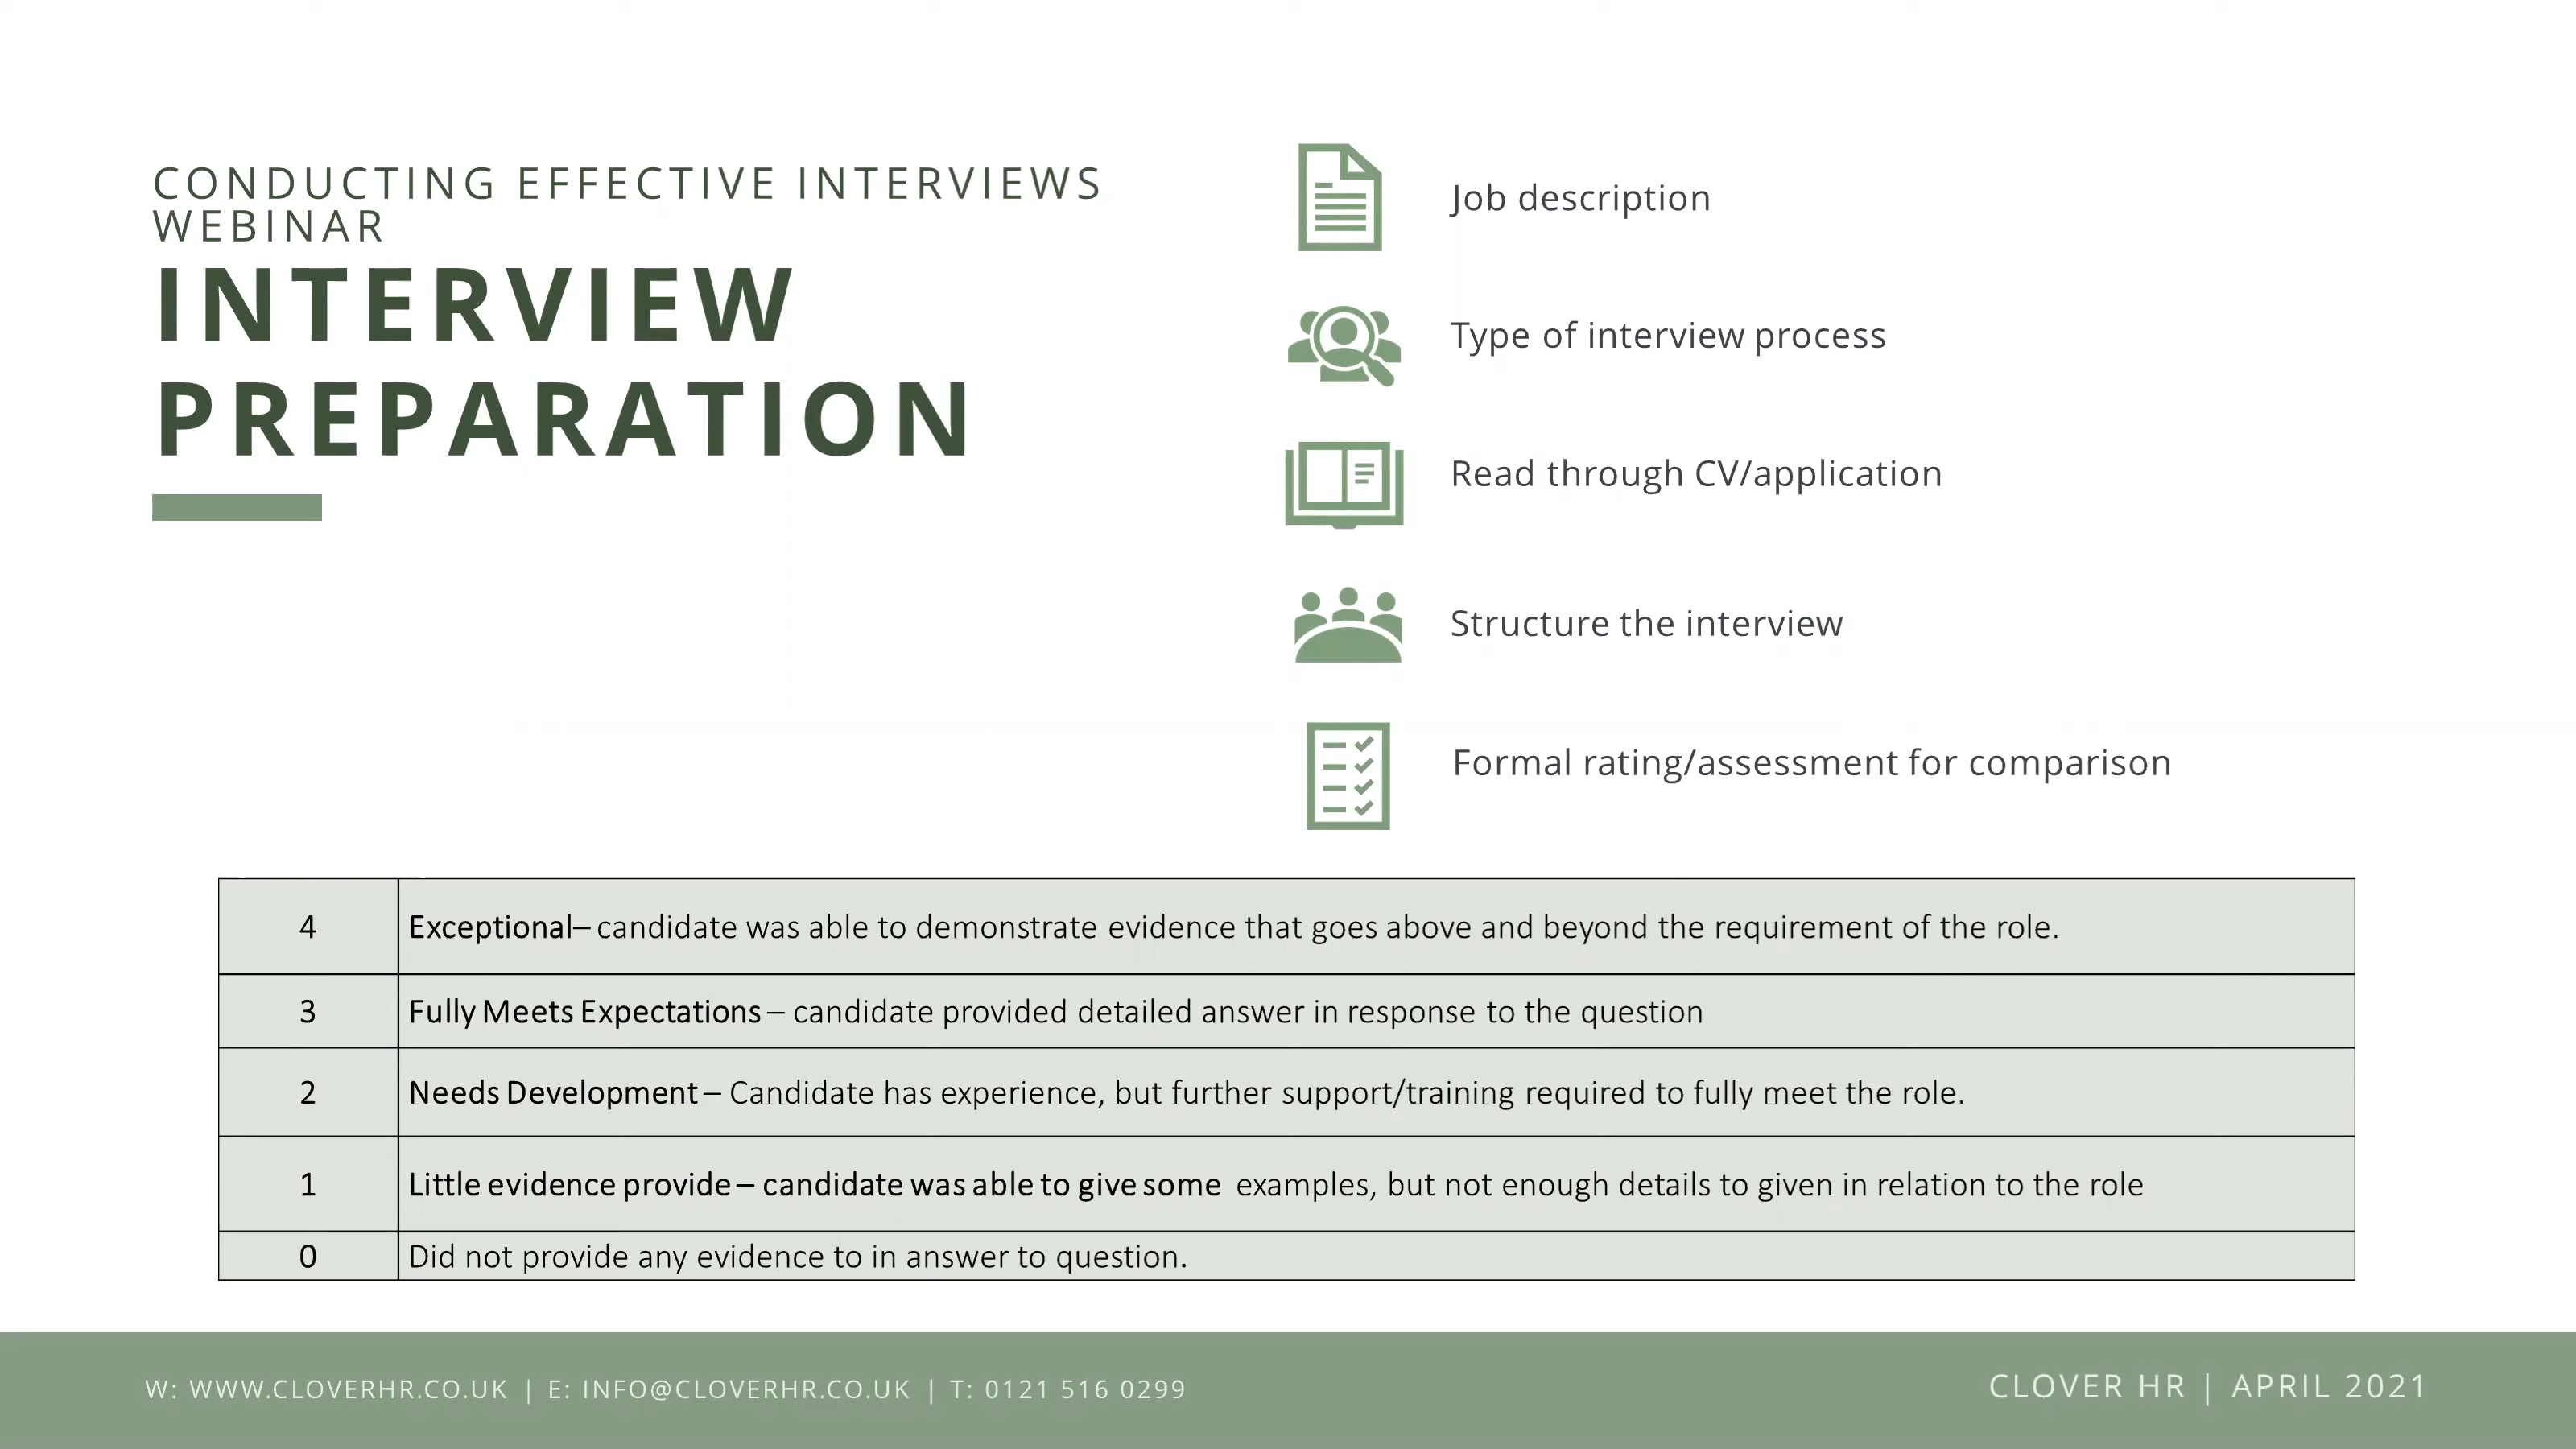 CONDUCTING EFFECTIVE INTERVIEWS
WEBINAR
INTERVIEW
PREPARATION
Job description
Type of interview process
Read through CV/application
Structure the interview
Formal rating/assessment for comparison
4 Exceptional– candidate was able to demonstrate evidence that goes above and beyond the requirement of the role.
3 Fully Meets Expectations – candidate provided detailed answer in response to the question
2 Needs Development – Candidate has experience, but further support/training required to fully meet the role.
1 Little evidence provide – candidate was able to give some examples, but not enough details to given in relation to the role
0 Did not provide any evidence to in answer to question.
W: WWW.CLOVERHR.CO.UK | E: INFO@CLOVERHR.CO.UK | T: 0121 516 0299
CLOVER HR | APRIL 2021